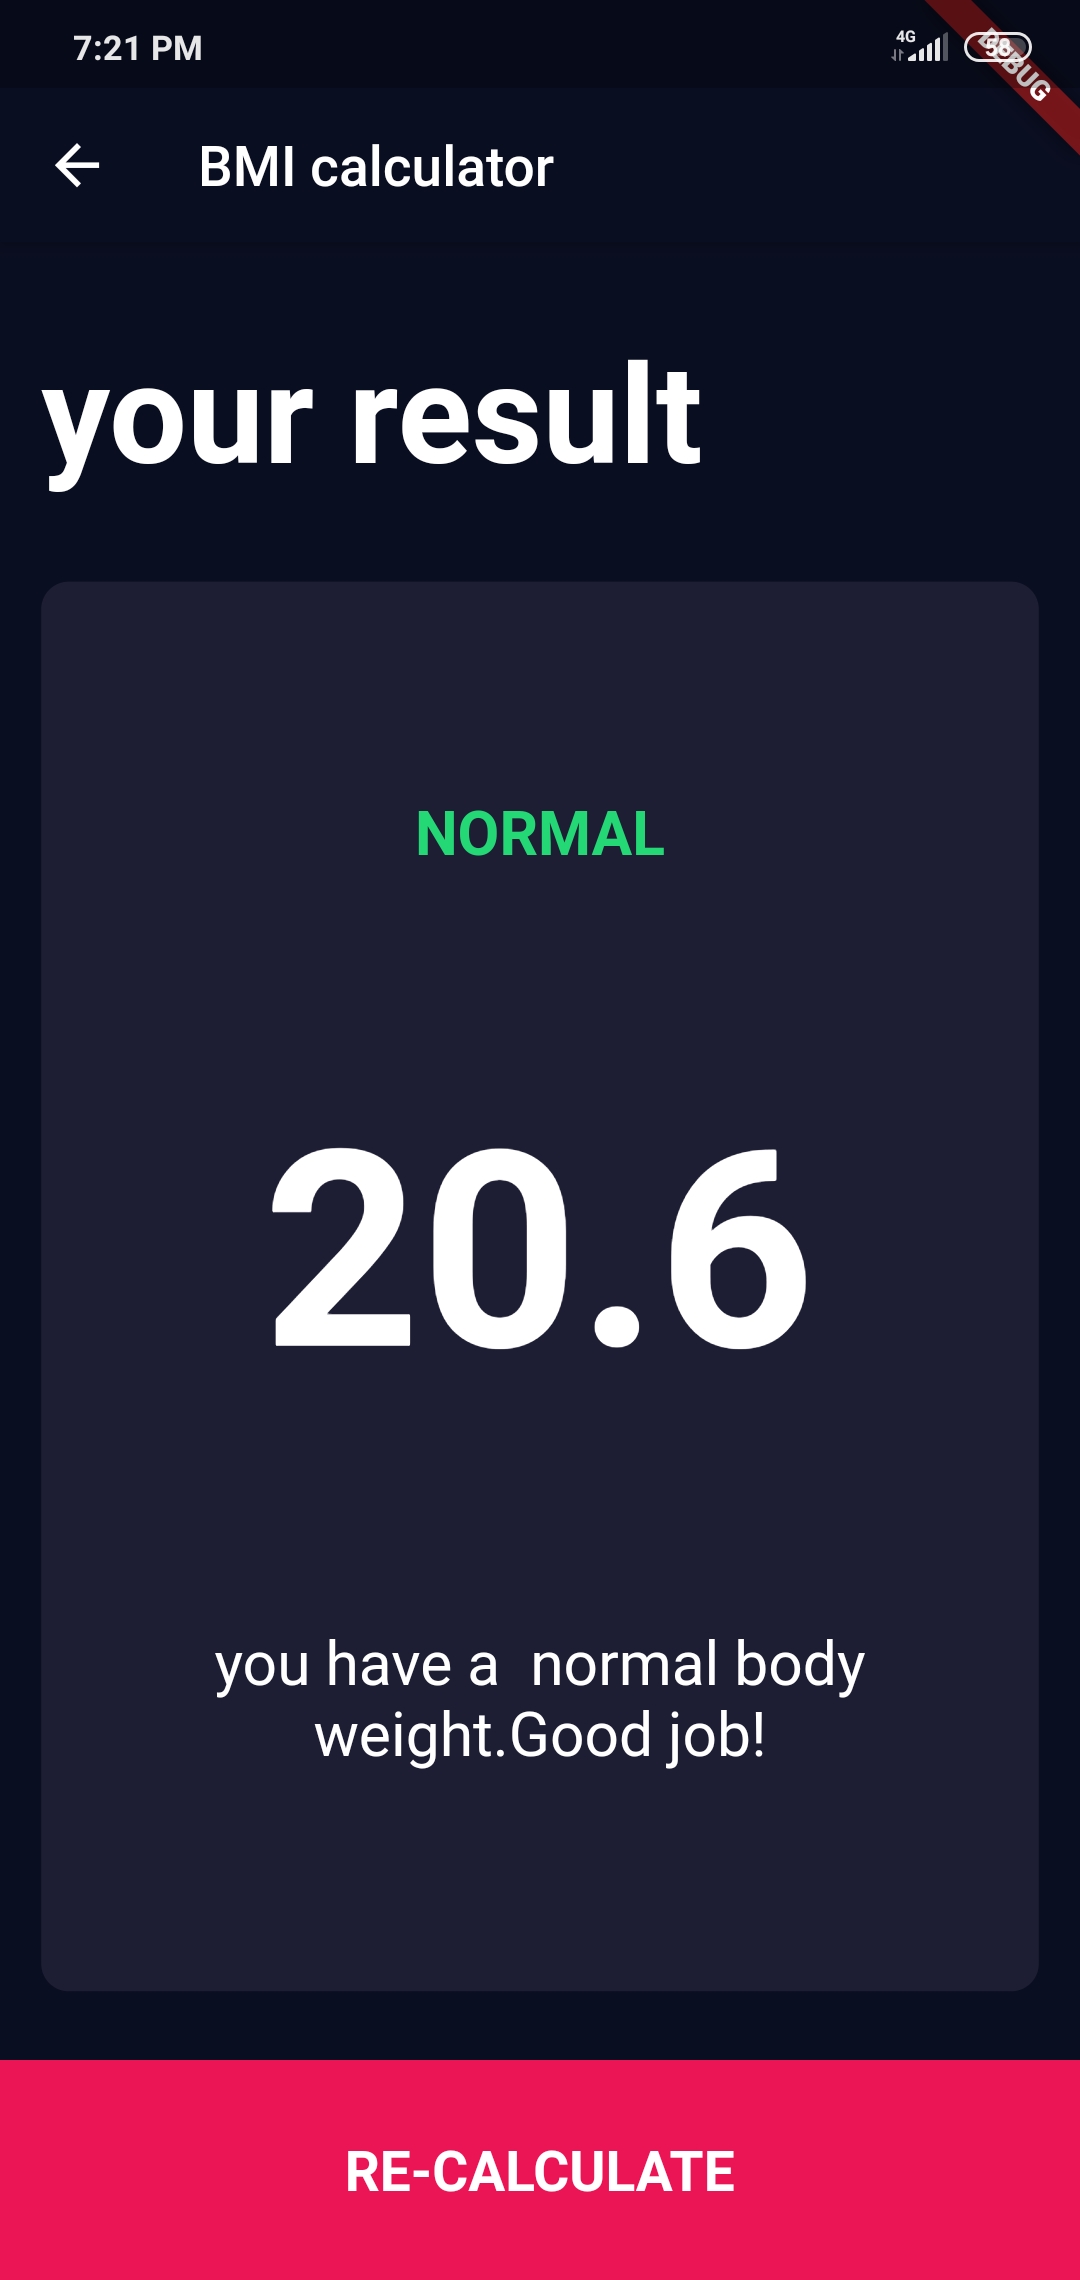 7:21 PM
4G
58
DEBUG
BMI calculator
your result
NORMAL
20.6
you have a  normal body
weight.Good job!
RE-CALCULATE